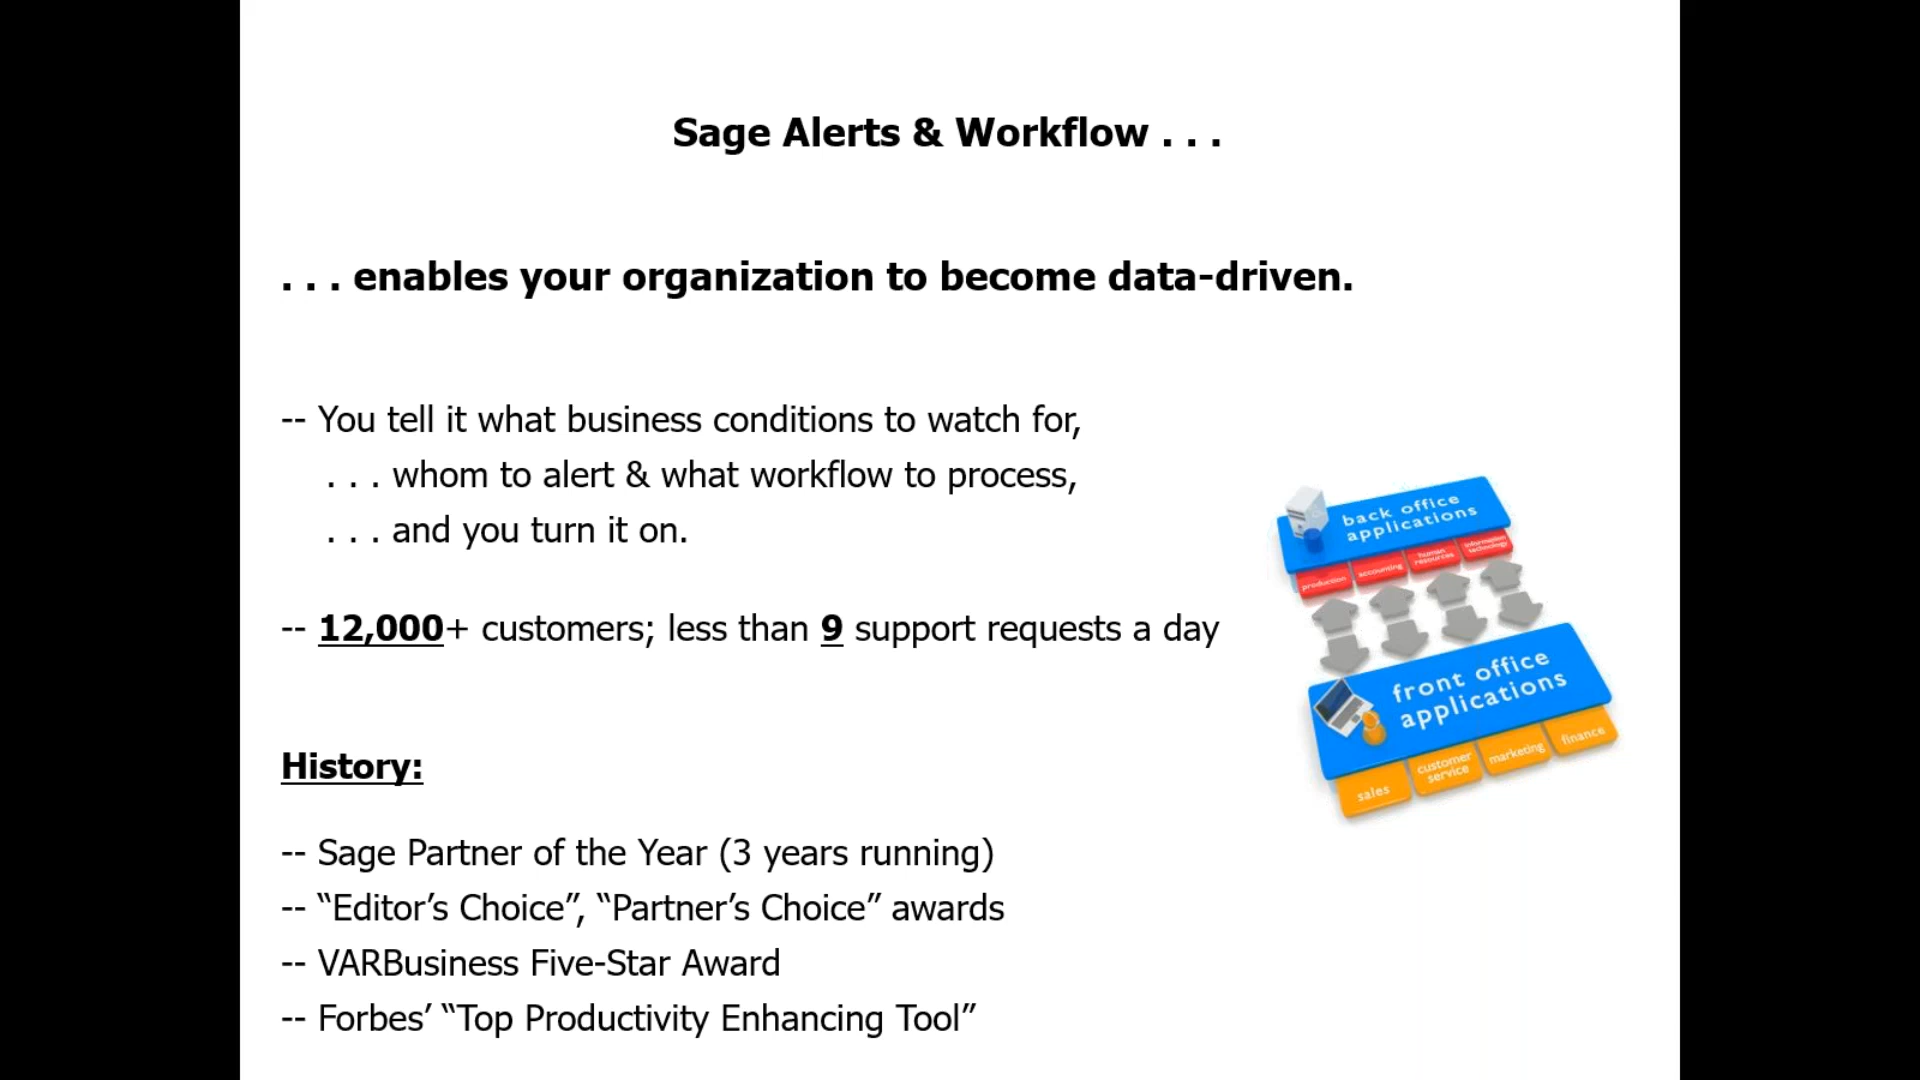 Sage Alerts & Workflow . . .
. . . enables your organization to become data-driven.
-- You tell it what business conditions to watch for,
. . . whom to alert & what workflow to process,
. . . and you turn it on.
-- 12,000+ customers; less than 9 support requests a day
back office
applications
production
accounting
human
resources
information
technology
front office
applications
sales
customer
service
marketing
finance
History:
-- Sage Partner of the Year (3 years running)
-- “Editor’s Choice”, “Partner’s Choice” awards
-- VARBusiness Five-Star Award
-- Forbes’ “Top Productivity Enhancing Tool”